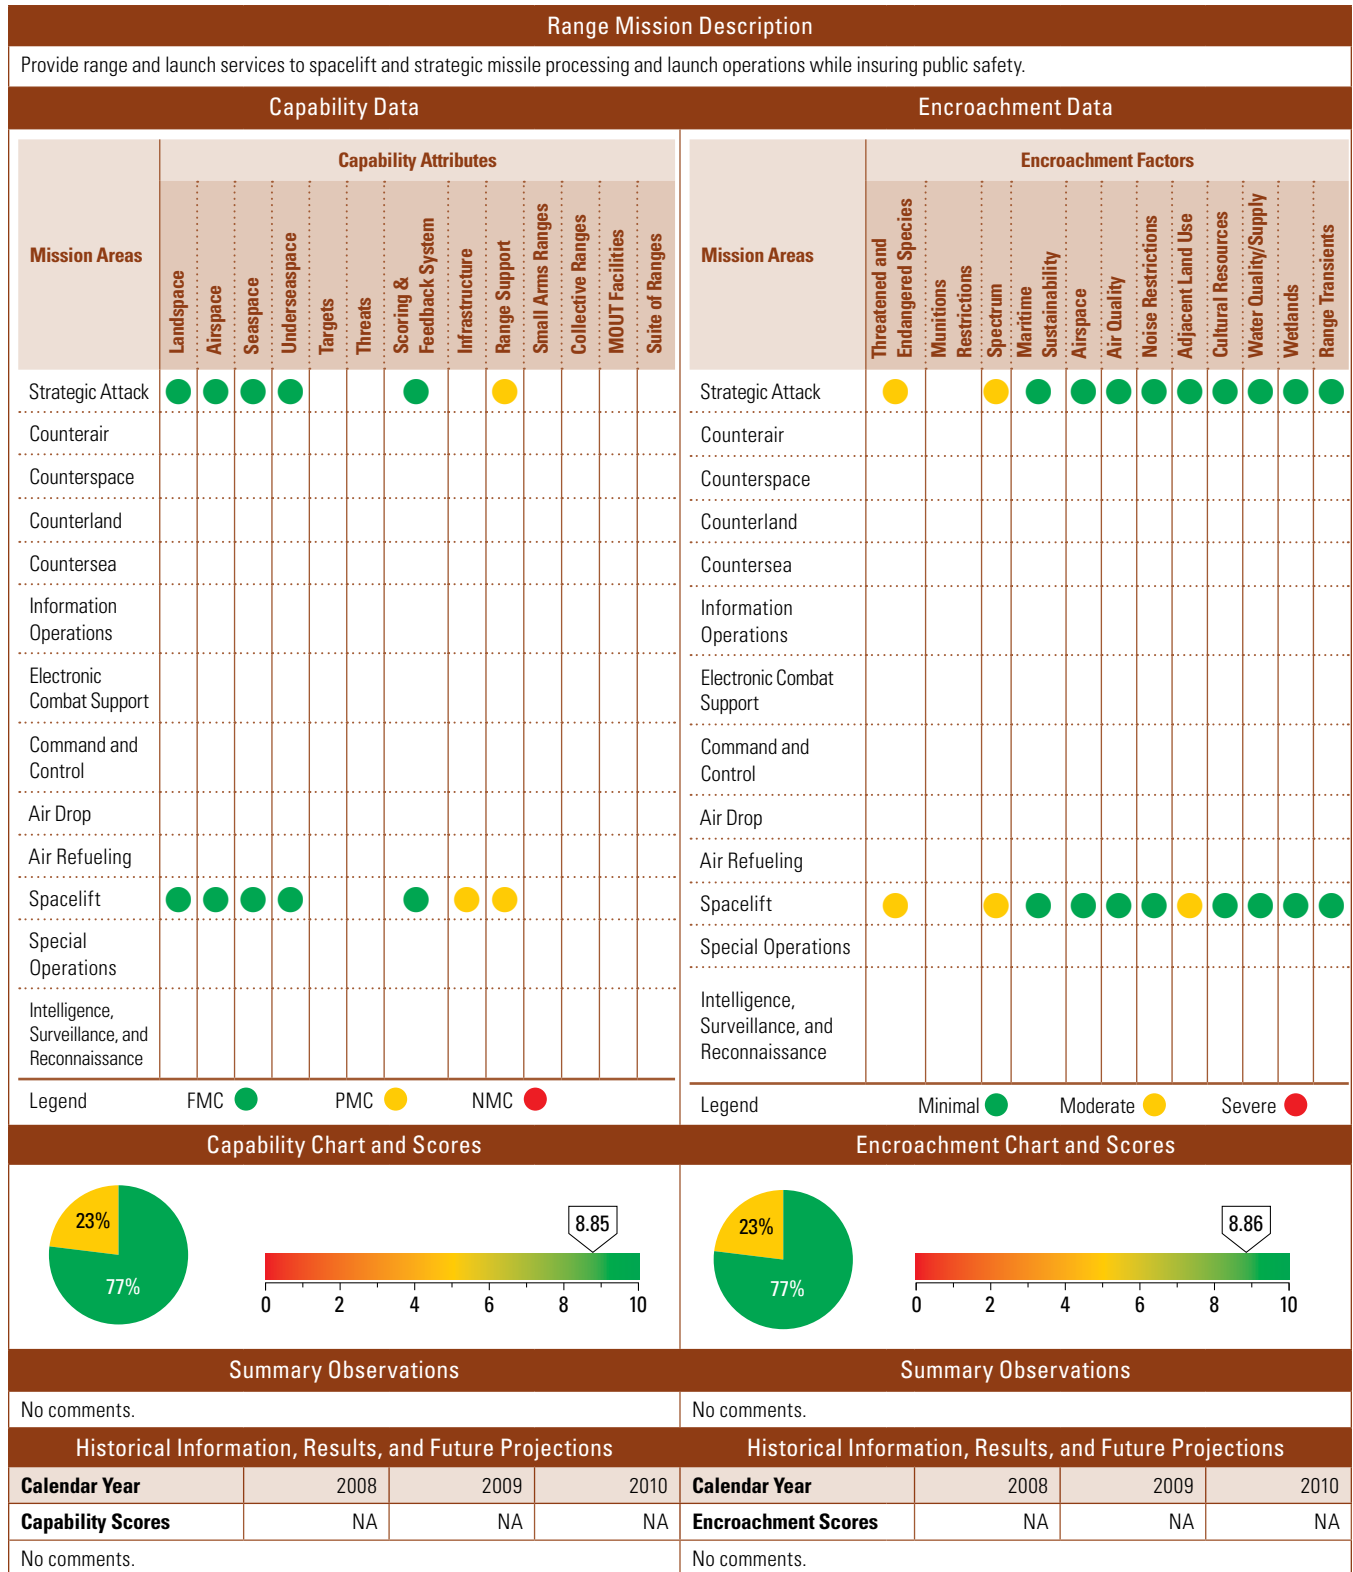 Range Mission Description
Provide range and launch services to spacelift and strategic missile processing and launch operations while insuring public safety.
Capability Data
Capability Attributes
Mission Areas
Landspace
Airspace
Seaspace
Underseaspace
Targets
Threats
Scoring &
Feedback System
Infrastructure
Range Support
Small Arms Ranges
Collective Ranges
MOUT Facilities
Suite of Ranges
Strategic Attack
Counterair
Counterspace
Counterland
Countersea
Information
Operations
Electronic
Combat Support
Command and
Control
Air Drop
Air Refueling
Spacelift
Special
Operations
Intelligence,
Surveillance, and
Reconnaissance
Legend FMC PMC NMC
Encroachment Data
Encroachment Factors
Mission Areas
Threatened and
Endangered Species
Munitions
Restrictions
Spectrum
Maritime
Sustainability
Airspace
Air Quality
Noise Restrictions
Adjacent Land Use
Cultural Resources
Water Quality/Supply
Wetlands
Range Transients
Strategic Attack
Counterair
Counterspace
Counterland
Countersea
Information
Operations
Electronic Combat
Support
Command and
Control
Air Drop
Air Refueling
Spacelift
Special Operations
Intelligence,
Surveillance, and
Reconnaissance
Legend Minimal Moderate Severe
Capability Chart and Scores
23%
77%
8.85
0 2 4 6 8 10
Encroachment Chart and Scores
23%
77%
8.86
0 2 4 6 8 10
Summary Observations
No comments.
Summary Observations
No comments.
Historical Information, Results, and Future Projections
Calendar Year 2008 2009 2010
Capability Scores NA NA NA
No comments.
Historical Information, Results, and Future Projections
Calendar Year 2008 2009 2010
Encroachment Scores NA NA NA
No comments.